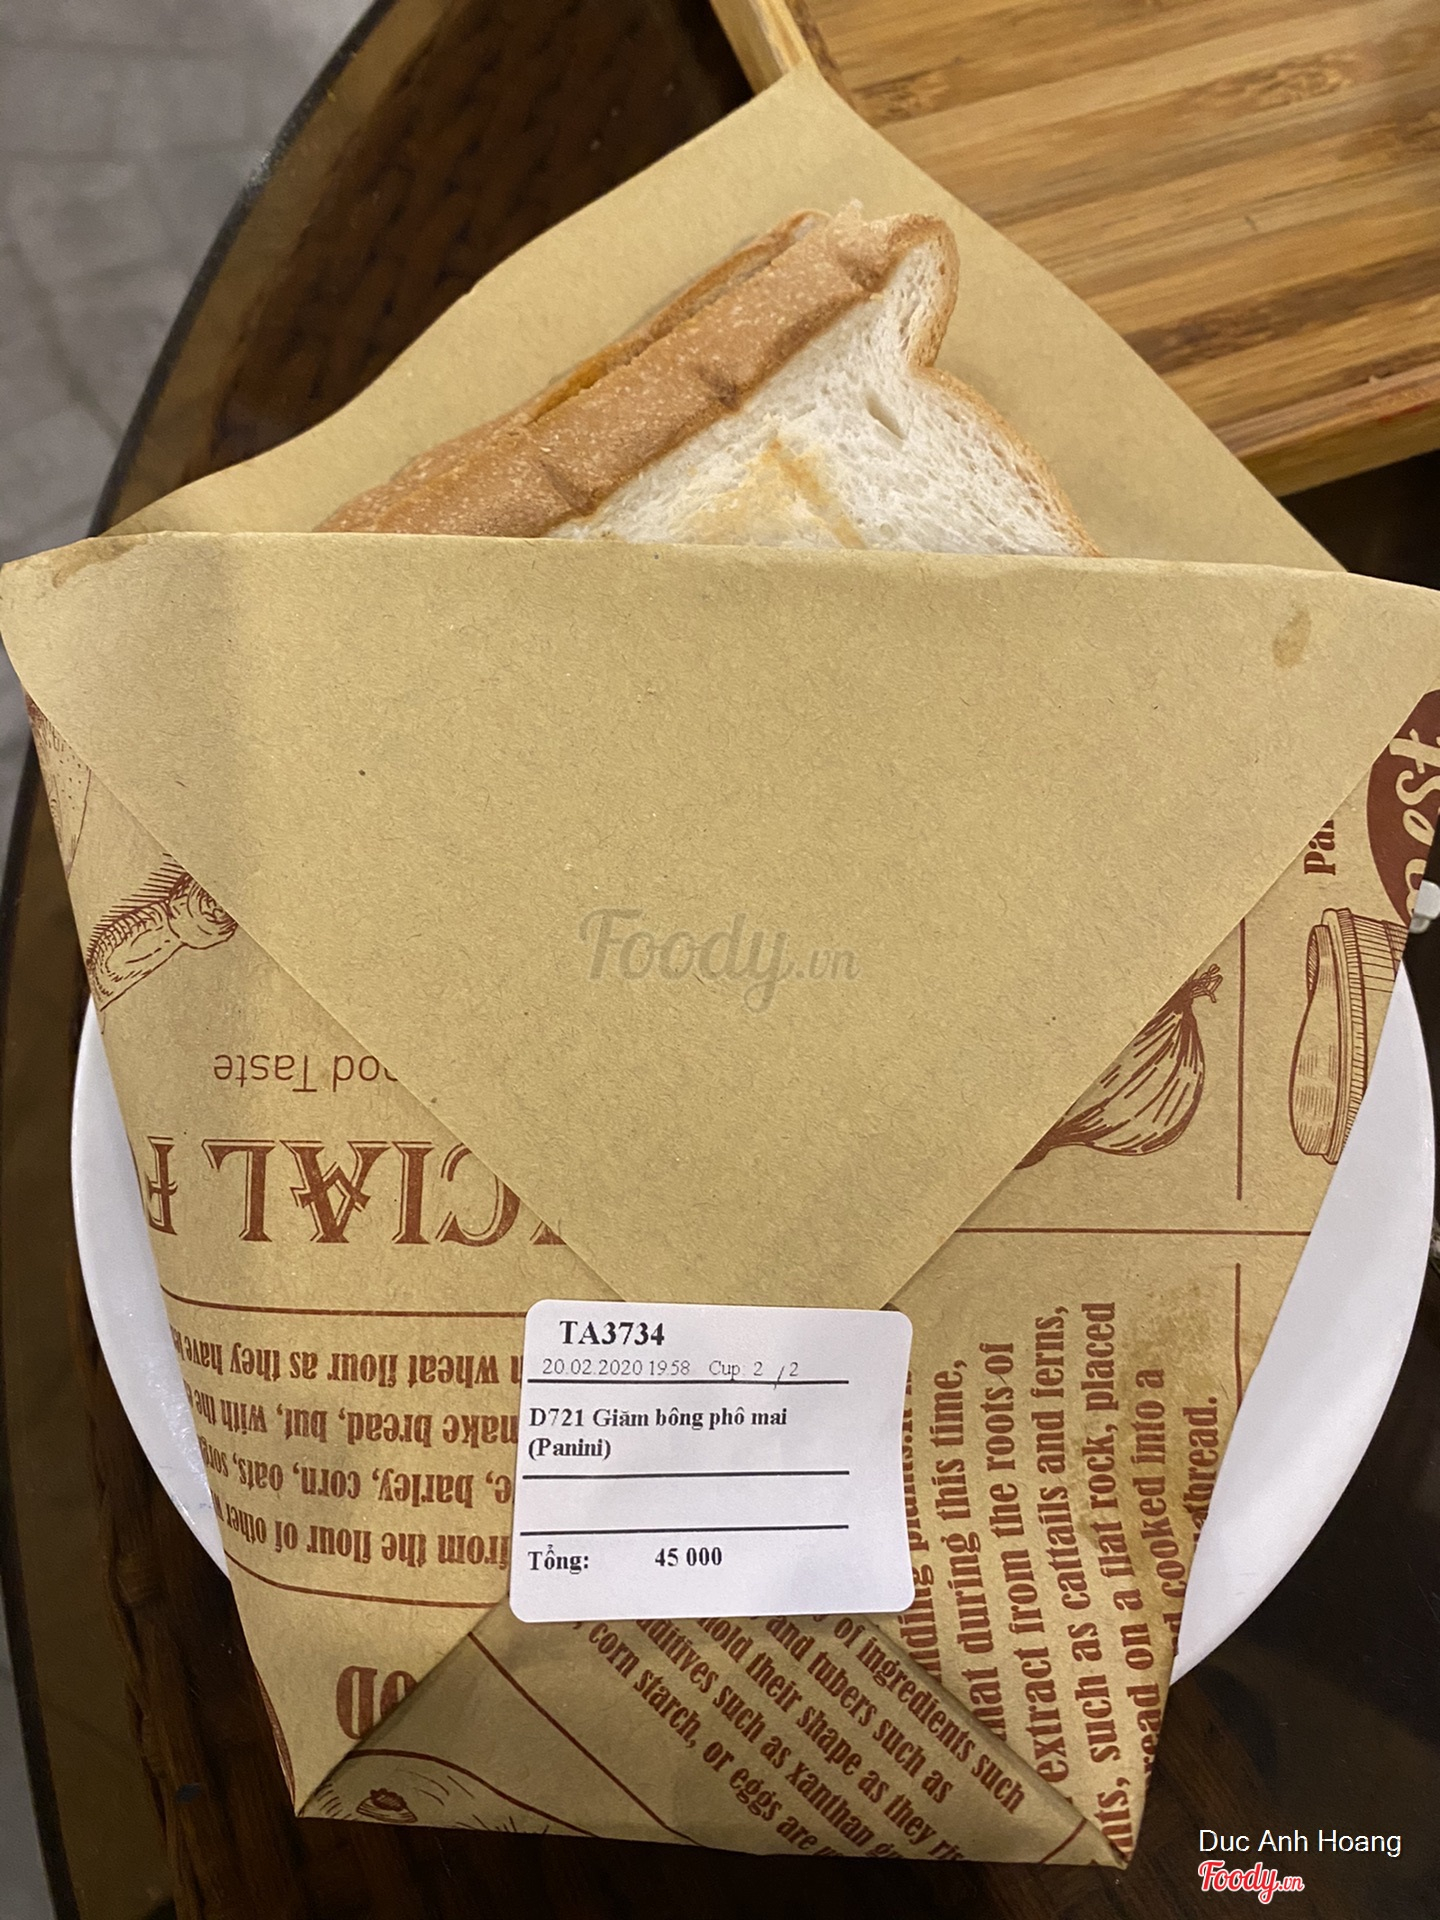 Foody.vn
est
ood Taste
CIAL F
wheat flour as they have
make bread, but, with the
barley, corn, oats,
from the flour of other
OD
TA3734
20.02.2020 19:58 Cup: 2 / 2
D721 Giăm bông phô mai
(Panini)
Tổng: 45 000
that during this time,
extract from the roots of
such as cattails and ferns,
on a flat rock, placed
cooked into a
of ingredients such
and tubers such as
hold their shape as they
such as xanthan
corn starch, or eggs are
Duc Anh Hoang
Foody.vn